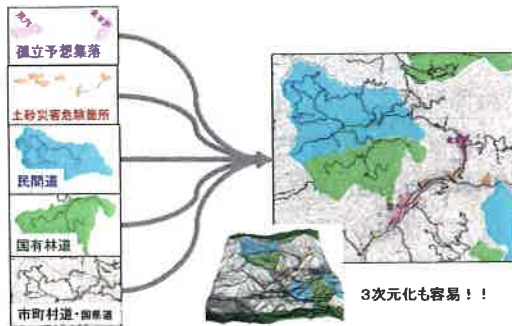 孤立予想集落
土砂災害危険箇所
民間道
国有林道
市町村道・国県道
3次元化も容易！！